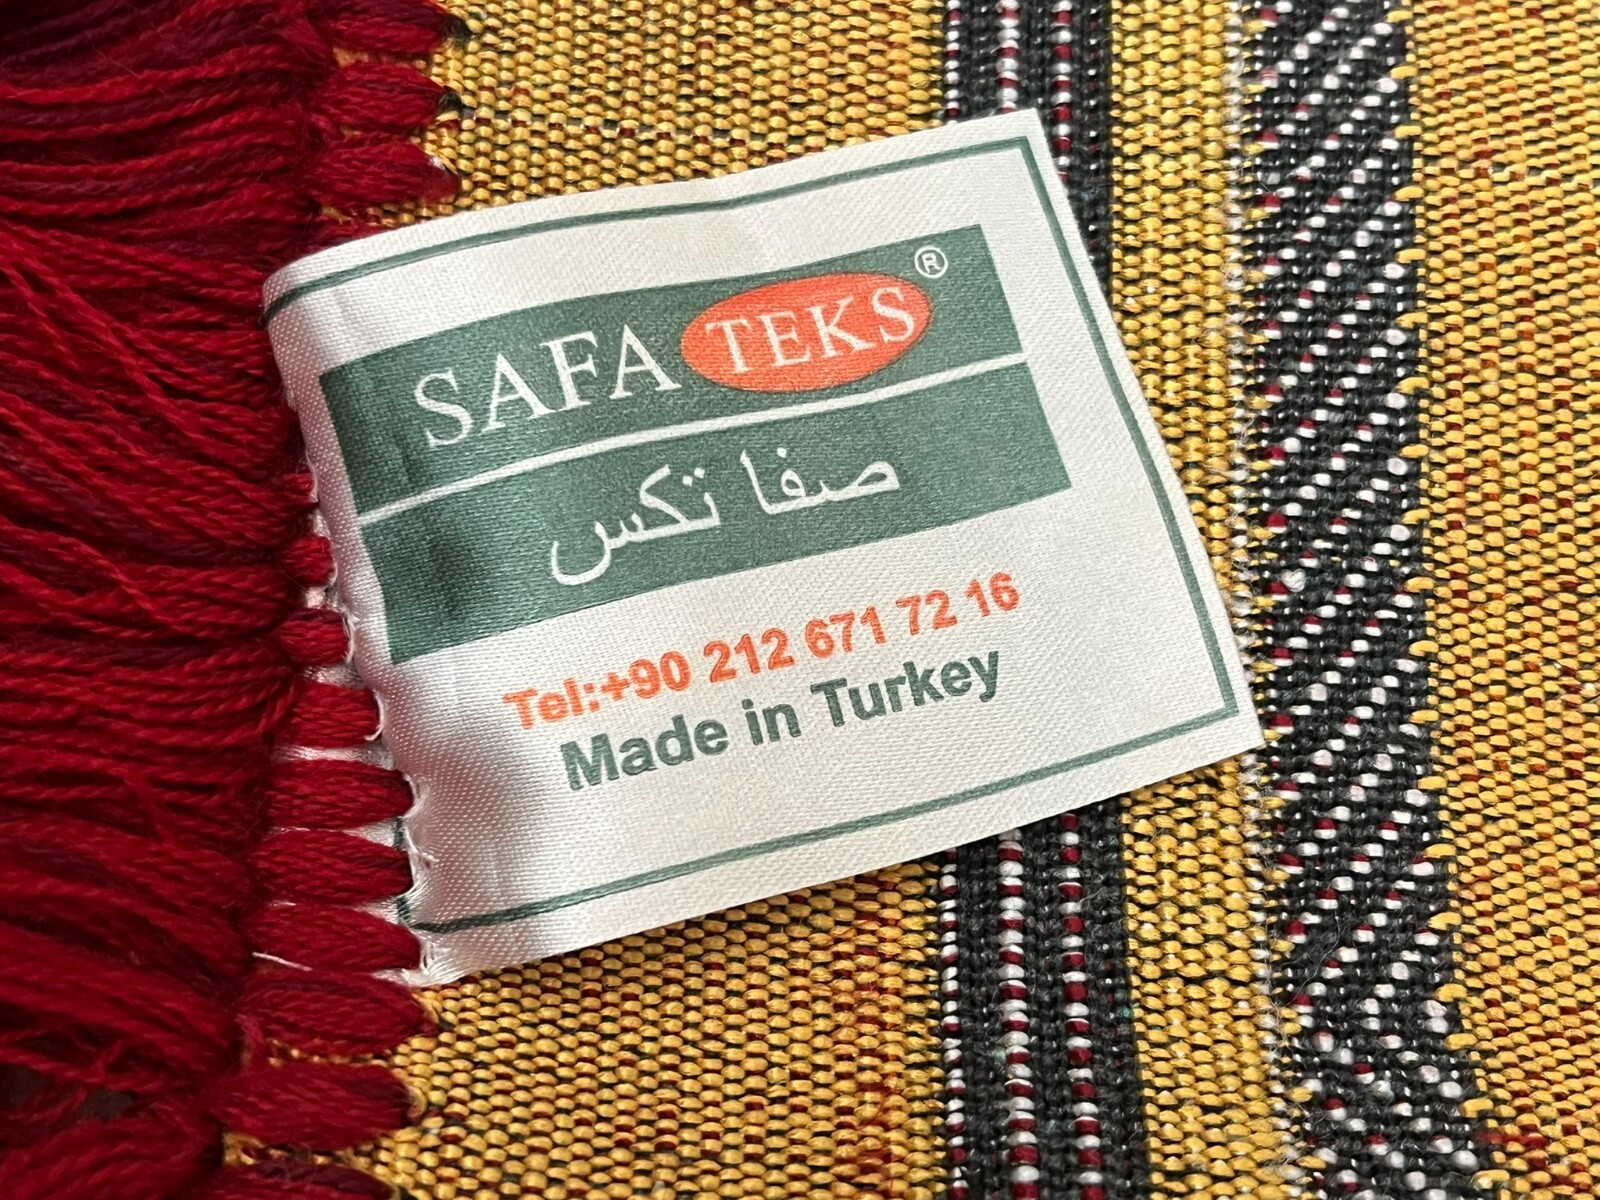 SAFA TEKS®
صفا تكس
Tel:+90 212 671 72 16
Made in Turkey